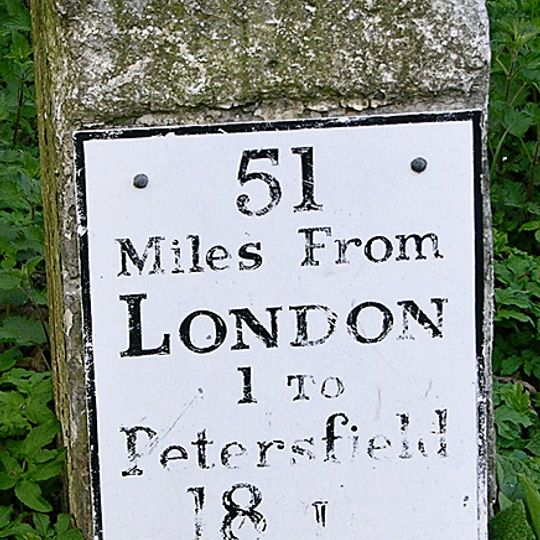 51
Miles From
LONDON
1 TO
Petersfield
18